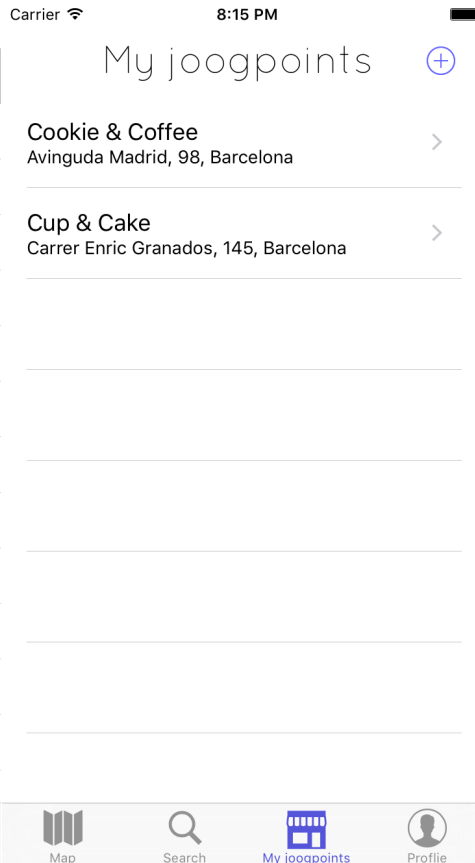 Carrier 8:15 PM
My joogpoints
Cookie & Coffee
Avinguda Madrid, 98, Barcelona
Cup & Cake
Carrer Enric Granados, 145, Barcelona
Map Search My joogpoints Proflie